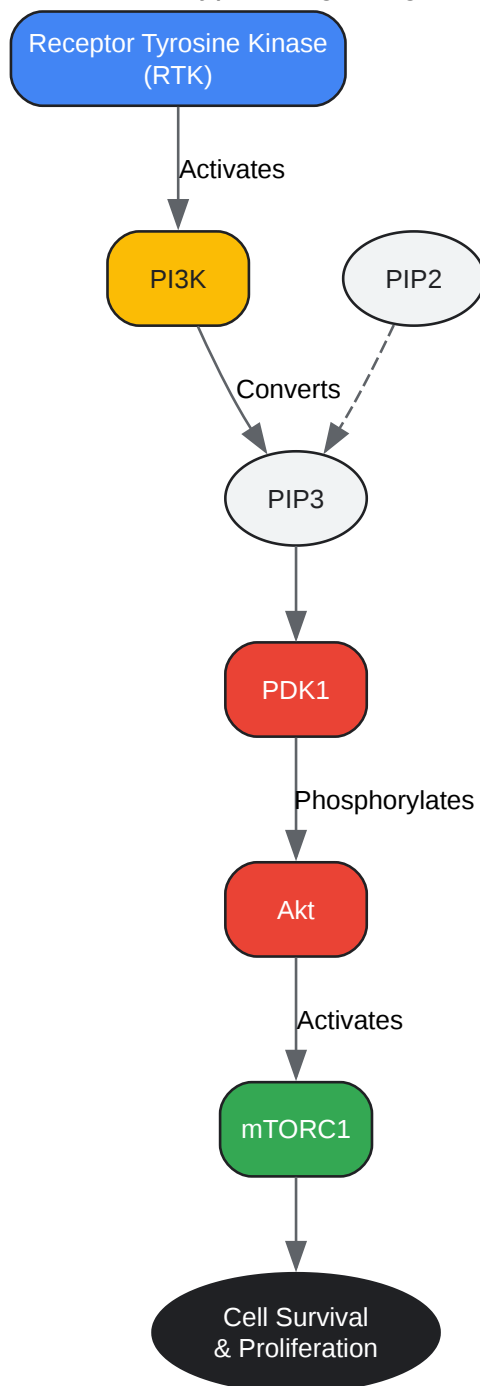 Receptor Tyrosine Kinase
(RTK)
Activates
PI3K
PIP2
Converts
PIP3
PDK1
Phosphorylates
Akt
Activates
mTORC1
Cell Survival
& Proliferation